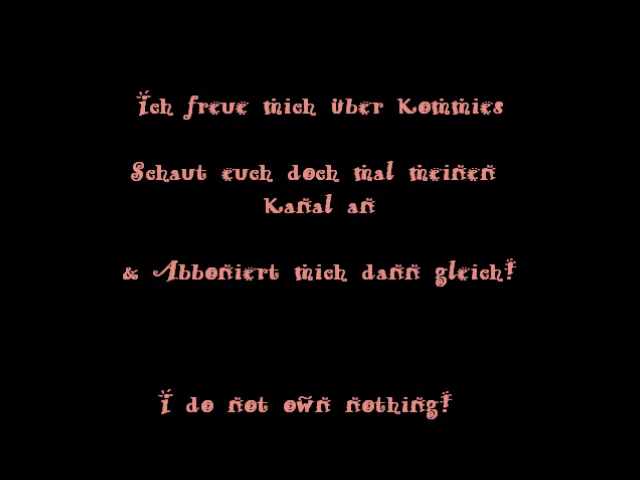 Ich freue mich über Kommies
Schaut euch doch mal meinen
Kanal an
& Abboniert mich dann gleich!
I do not own nothing!